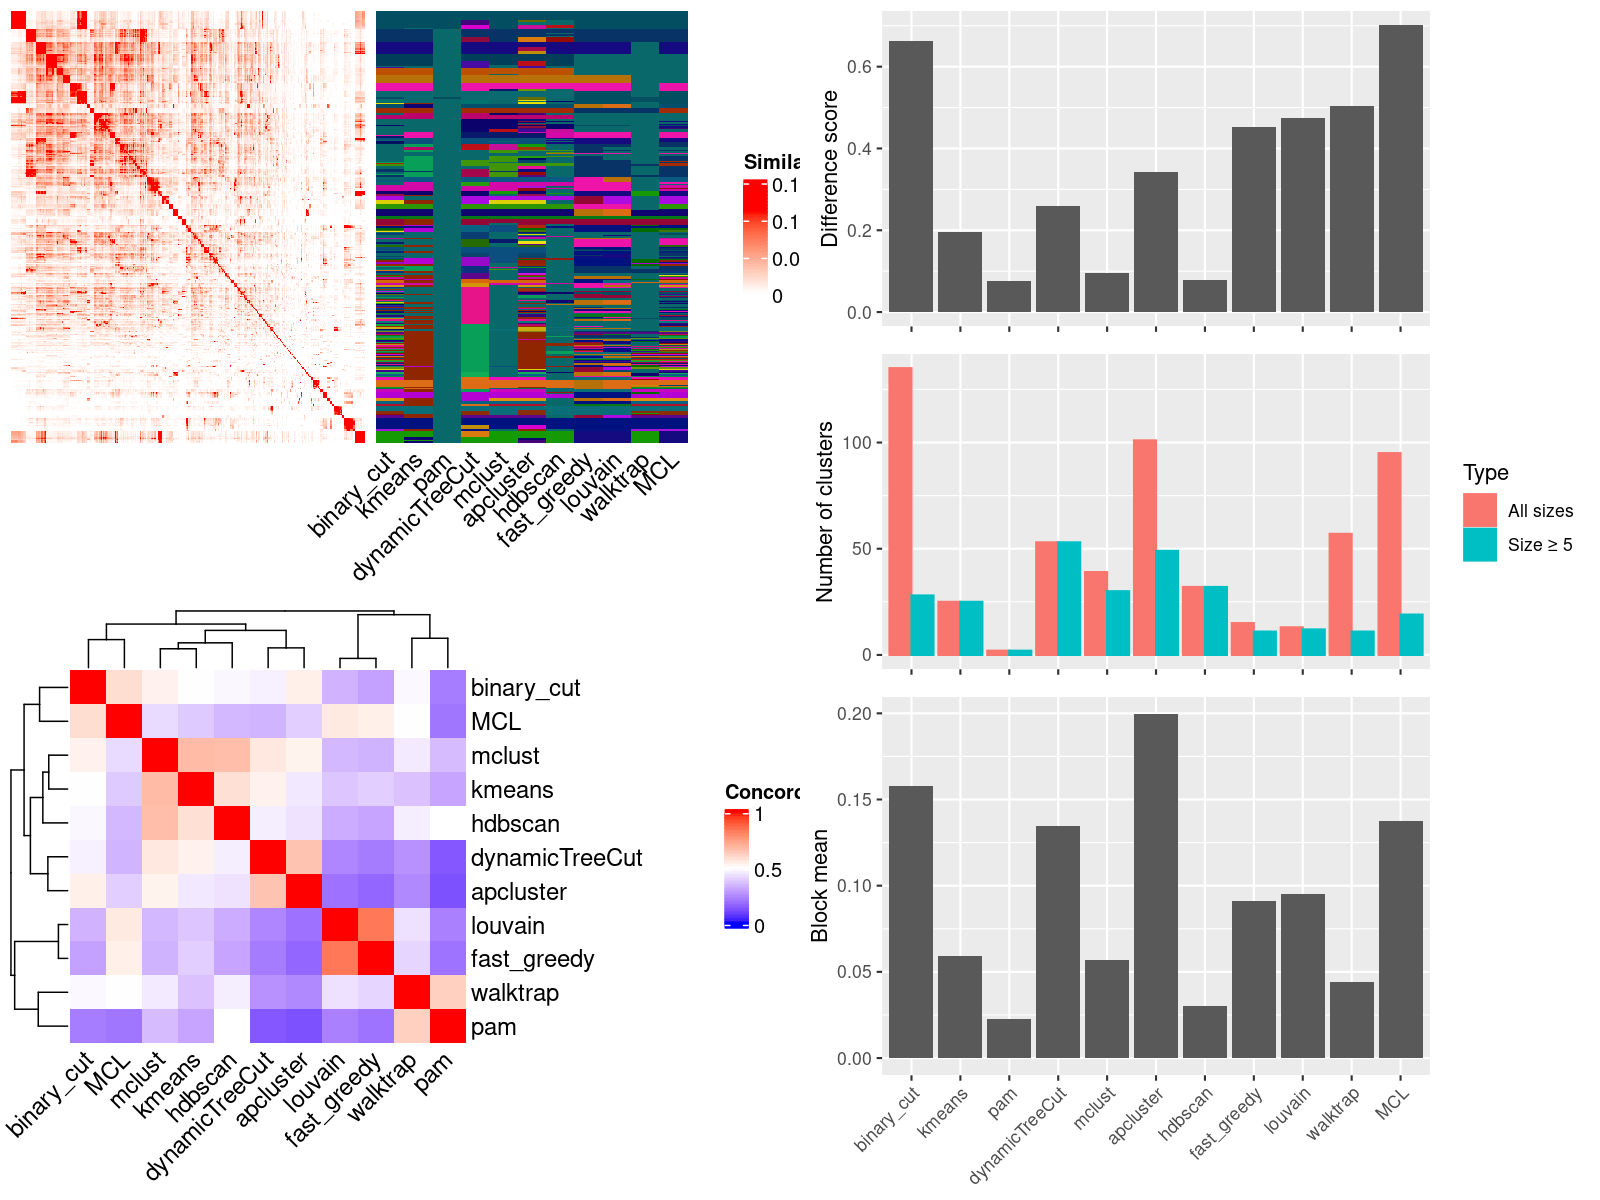 Simila
0.1
0.1
0.0
0
binary_cut
kmeans
pam
dynamicTreeCut
mclust
apcluster
hdbscan
fast_greedy
louvain
walktrap
MCL
binary_cut
MCL
mclust
kmeans
hdbscan
dynamicTreeCut
apcluster
louvain
fast_greedy
walktrap
pam
binary_cut
MCL
mclust
kmeans
hdbscan
dynamicTreeCut
apcluster
louvain
fast_greedy
walktrap
pam
Concord
1
0.5
0
Difference score
0.6
0.4
0.2
0.0
Number of clusters
100
50
0
Type
All sizes
Size ≥ 5
Block mean
0.20
0.15
0.10
0.05
0.00
binary_cut
kmeans
pam
dynamicTreeCut
mclust
apcluster
hdbscan
fast_greedy
louvain
walktrap
MCL